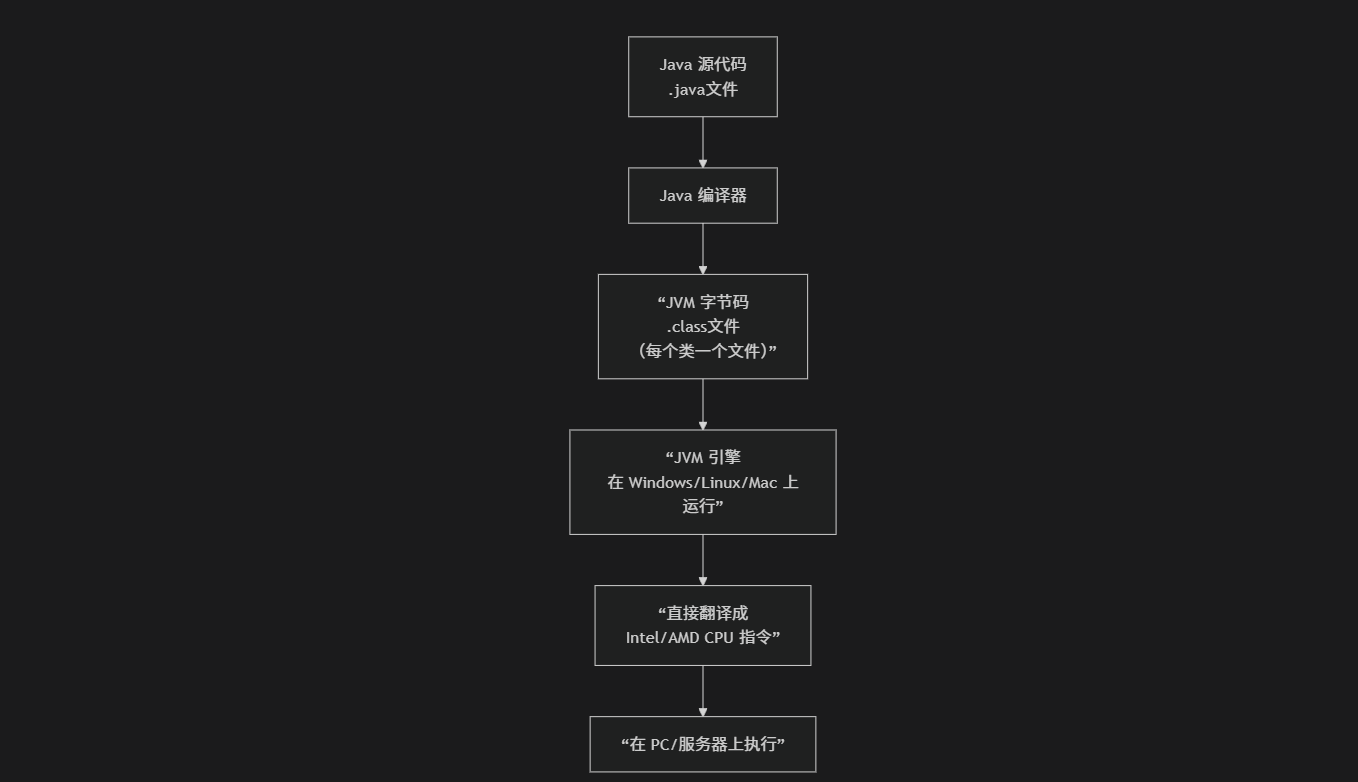 Java 源代码
.java文件
Java 编译器
“JVM 字节码
.class文件
（每个类一个文件）”
“JVM 引擎
在 Windows/Linux/Mac 上
运行”
“直接翻译成
Intel/AMD CPU 指令”
“在 PC/服务器上执行”